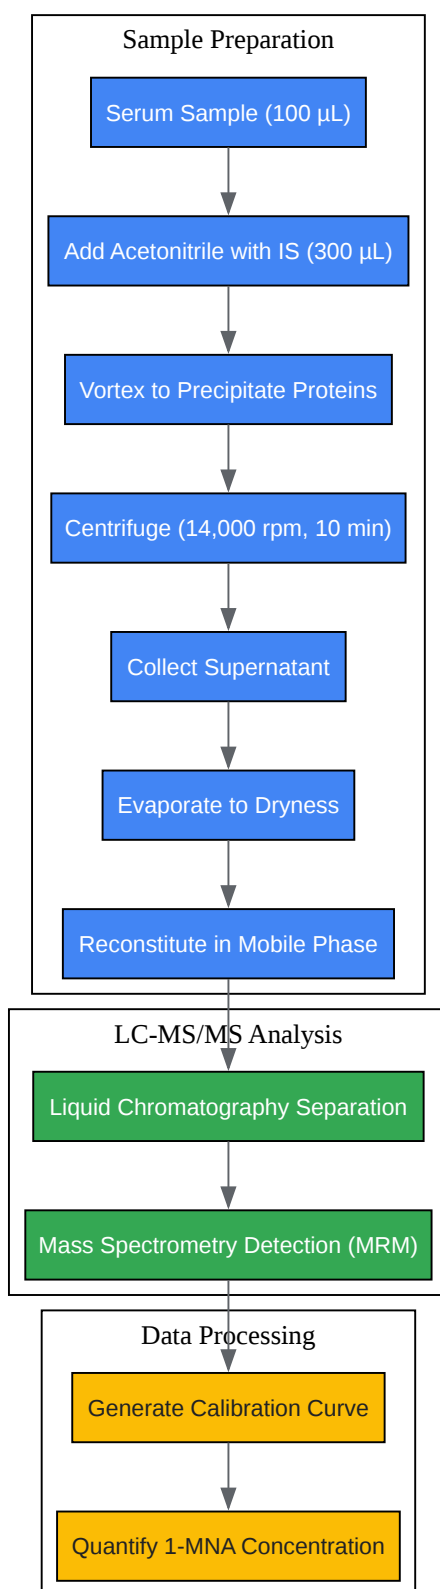 Sample Preparation
Serum Sample (100 µL)
Add Acetonitrile with IS (300 µL)
Vortex to Precipitate Proteins
Centrifuge (14,000 rpm, 10 min)
Collect Supernatant
Evaporate to Dryness
Reconstitute in Mobile Phase
LC-MS/MS Analysis
Liquid Chromatography Separation
Mass Spectrometry Detection (MRM)
Data Processing
Generate Calibration Curve
Quantify 1-MNA Concentration